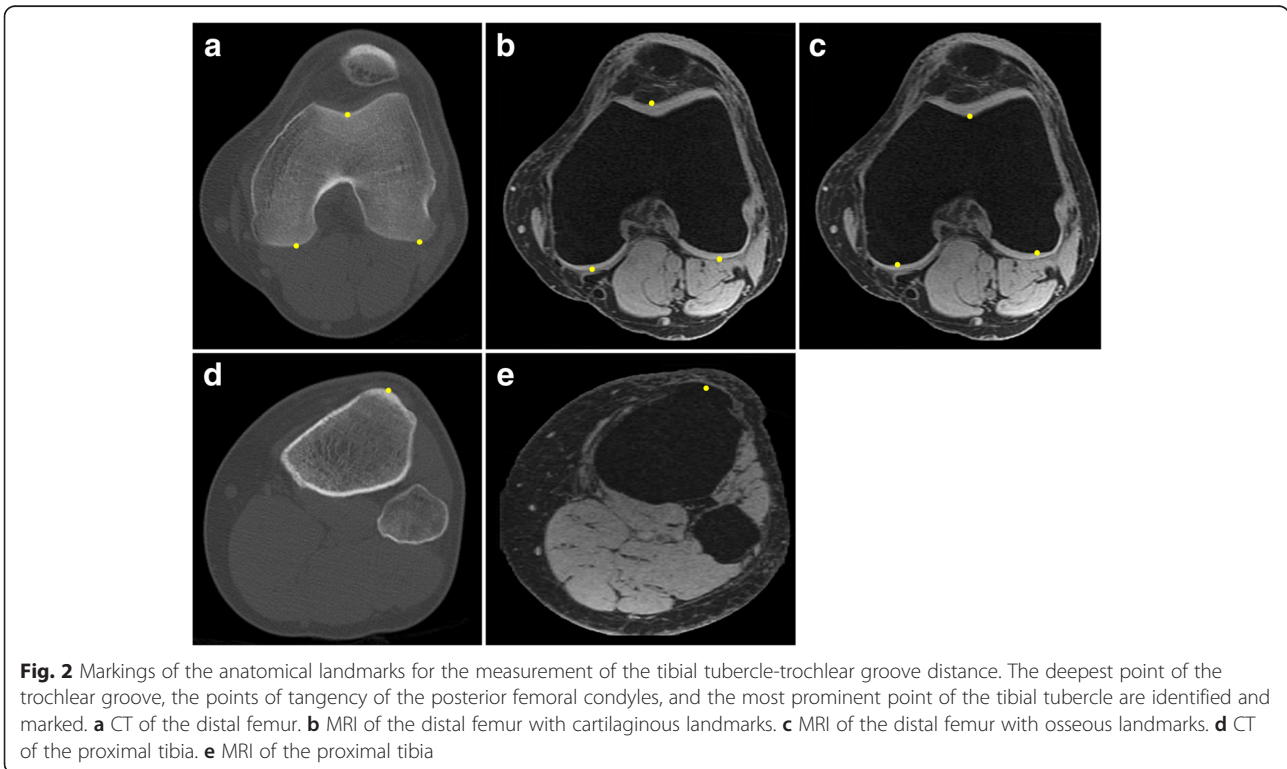 a
b
c
d
e
Fig. 2 Markings of the anatomical landmarks for the measurement of the tibial tubercle-trochlear groove distance. The deepest point of the
trochlear groove, the points of tangency of the posterior femoral condyles, and the most prominent point of the tibial tubercle are identified and
marked. a CT of the distal femur. b MRI of the distal femur with cartilaginous landmarks. c MRI of the distal femur with osseous landmarks. d CT
of the proximal tibia. e MRI of the proximal tibia